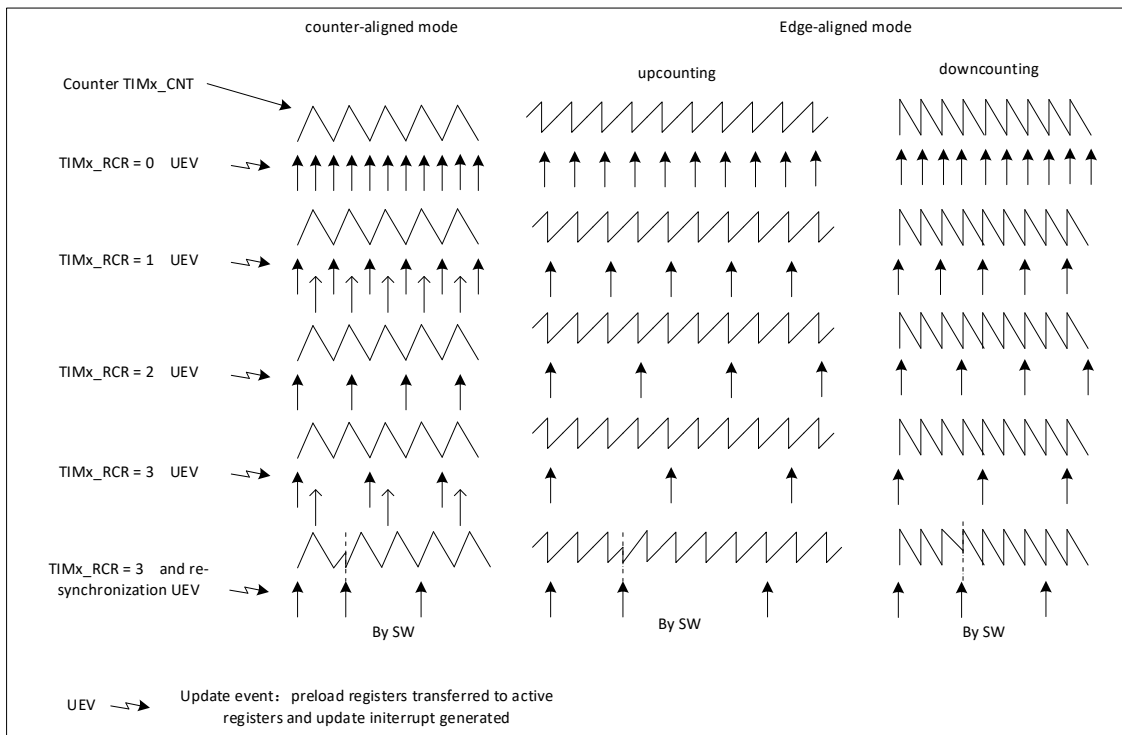 counter-aligned mode
Edge-aligned mode
upcounting
downcounting
Counter TIMx_CNT
TIMx_RCR = 0 UEV
TIMx_RCR = 1 UEV
TIMx_RCR = 2 UEV
TIMx_RCR = 3 UEV
TIMx_RCR = 3 and re-
synchronization UEV
By SW
By SW
By SW
UEV
Update event: preload registers transferred to active
registers and update initerrupt generated